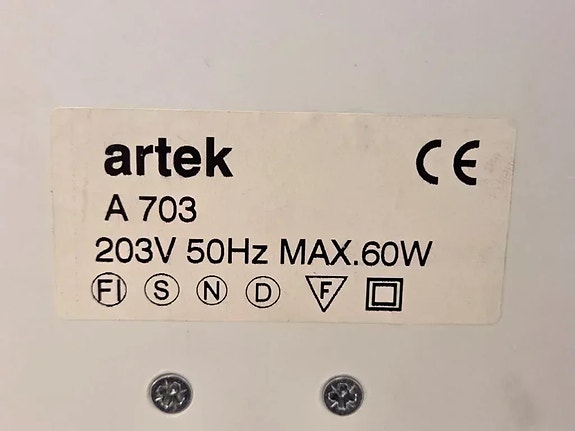 artek CE
A 703
203V 50Hz MAX.60W
FI S N D F